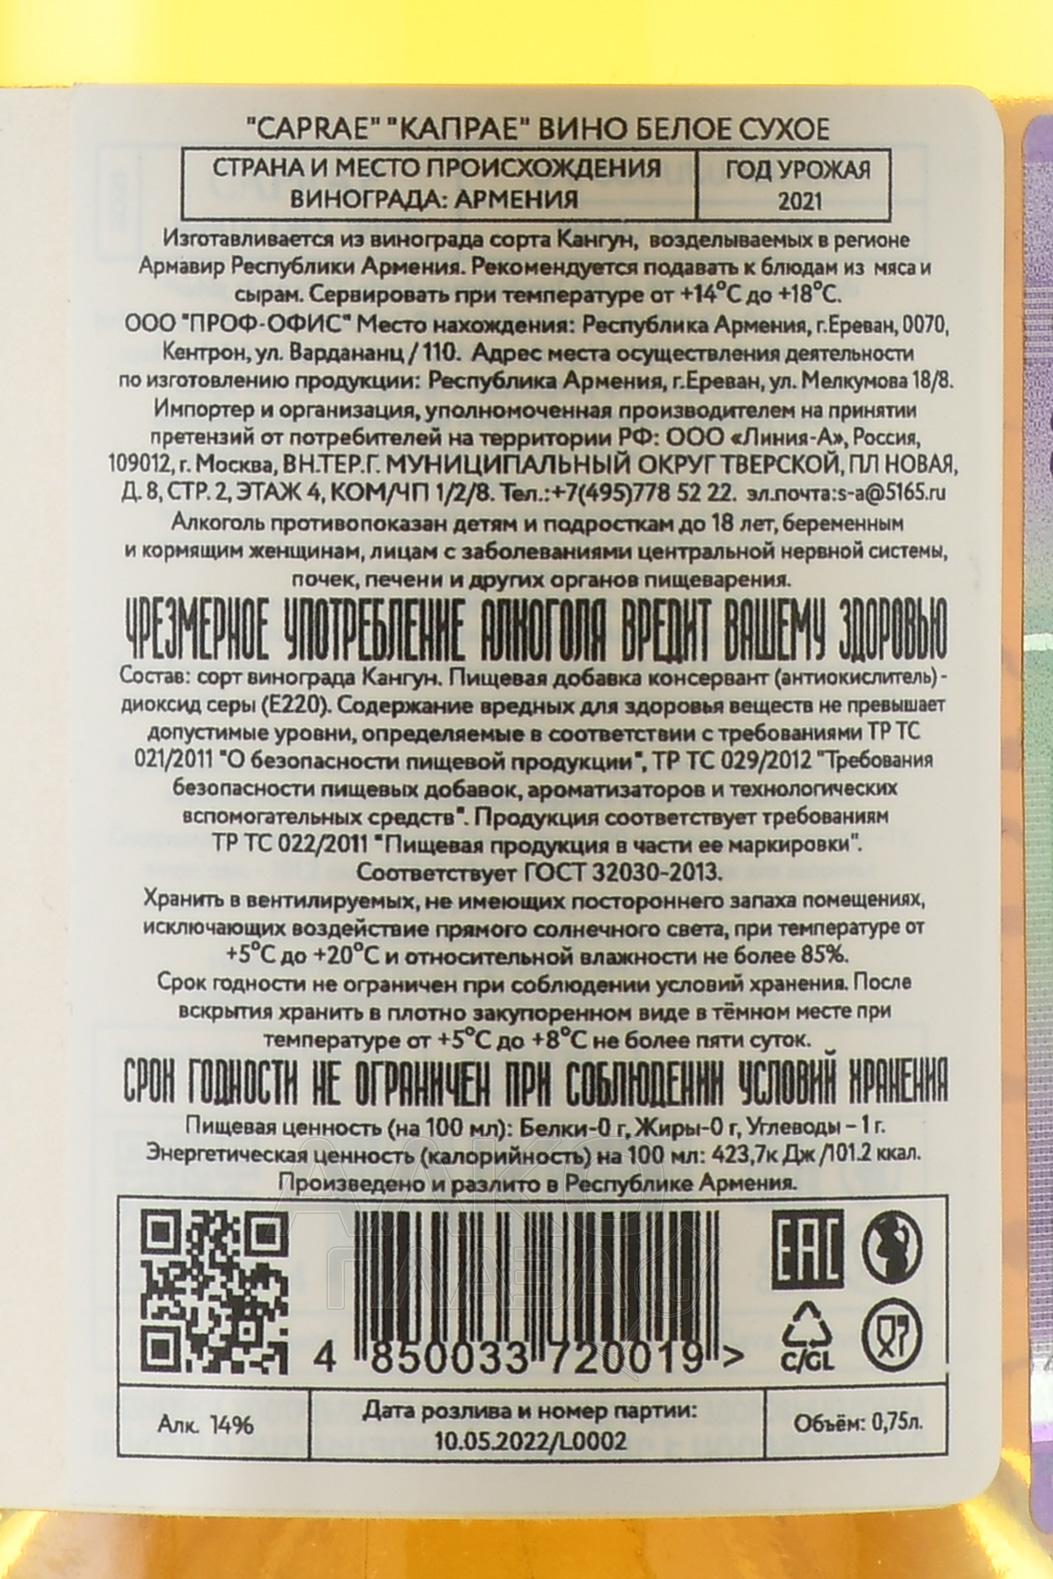 "CAPRAE" "КАПРАЕ" ВИНО БЕЛОЕ СУХОЕ
СТРАНА И МЕСТО ПРОИСХОЖДЕНИЯ
ВИНОГРАДА: АРМЕНИЯ
ГОД УРОЖАЯ
2021
Изготавливается из винограда сорта Кангун, возделываемых в регионе
Армавир Республики Армения. Рекомендуется подавать к блюдам из мяса и
сырам. Сервировать при температуре от +14°C до +18°C.
ООО "ПРОФ-ОФИС" Место нахождения: Республика Армения, г.Ереван, 0070,
Кентрон, ул. Вардананц / 110. Адрес места осуществления деятельности
по изготовлению продукции: Республика Армения, г.Ереван, ул. Мелкумова 18/8.
Импортер и организация, уполномоченная производителем на принятии
претензий от потребителей на территории РФ: ООО «Линия-А», Россия,
109012, г. Москва, ВН.ТЕР.Г. МУНИЦИПАЛЬНЫЙ ОКРУГ ТВЕРСКОЙ, ПЛ НОВАЯ,
Д. 8, СТР. 2, ЭТАЖ 4, КОМ/ЧП 1/2/8. Тел.:+7(495)778 52 22. эл.почта:s-a@5165.ru
Алкоголь противопоказан детям и подросткам до 18 лет, беременным
и кормящим женщинам, лицам с заболеваниями центральной нервной системы,
почек, печени и других органов пищеварения.
ЧРЕЗМЕРНОЕ УПОТРЕБЛЕНИЕ АЛКОГОЛЯ ВРЕДИТ ВАШЕМУ ЗДОРОВЬЮ
Состав: сорт винограда Кангун. Пищевая добавка консервант (антиокислитель) -
диоксид серы (Е220). Содержание вредных для здоровья веществ не превышает
допустимые уровни, определяемые в соответствии с требованиями ТР ТС
021/2011 "О безопасности пищевой продукции", ТР ТС 029/2012 "Требования
безопасности пищевых добавок, ароматизаторов и технологических
вспомогательных средств". Продукция соответствует требованиям
ТР ТС 022/2011 "Пищевая продукция в части ее маркировки".
Соответствует ГОСТ 32030-2013.
Хранить в вентилируемых, не имеющих постороннего запаха помещениях,
исключающих воздействие прямого солнечного света, при температуре от
+5°C до +20°C и относительной влажности не более 85%.
Срок годности не ограничен при соблюдении условий хранения. После
вскрытия хранить в плотно закупоренном виде в тёмном месте при
температуре от +5°C до +8°C не более пяти суток.
СРОК ГОДНОСТИ НЕ ОГРАНИЧЕН ПРИ СОБЛЮДЕНИИ УСЛОВИЙ ХРАНЕНИЯ
Пищевая ценность (на 100 мл): Белки-0 г, Жиры-0 г, Углеводы – 1 г.
Энергетическая ценность (калорийность) на 100 мл: 423,7к Дж /101.2 ккал.
Произведено и разлито в Республике Армения.
АЛКО
ПЛАЗА
EAC
C/GL
4 850033 720019 >
Алк. 14%
Дата розлива и номер партии:
10.05.2022/L0002
Объём: 0,75л.